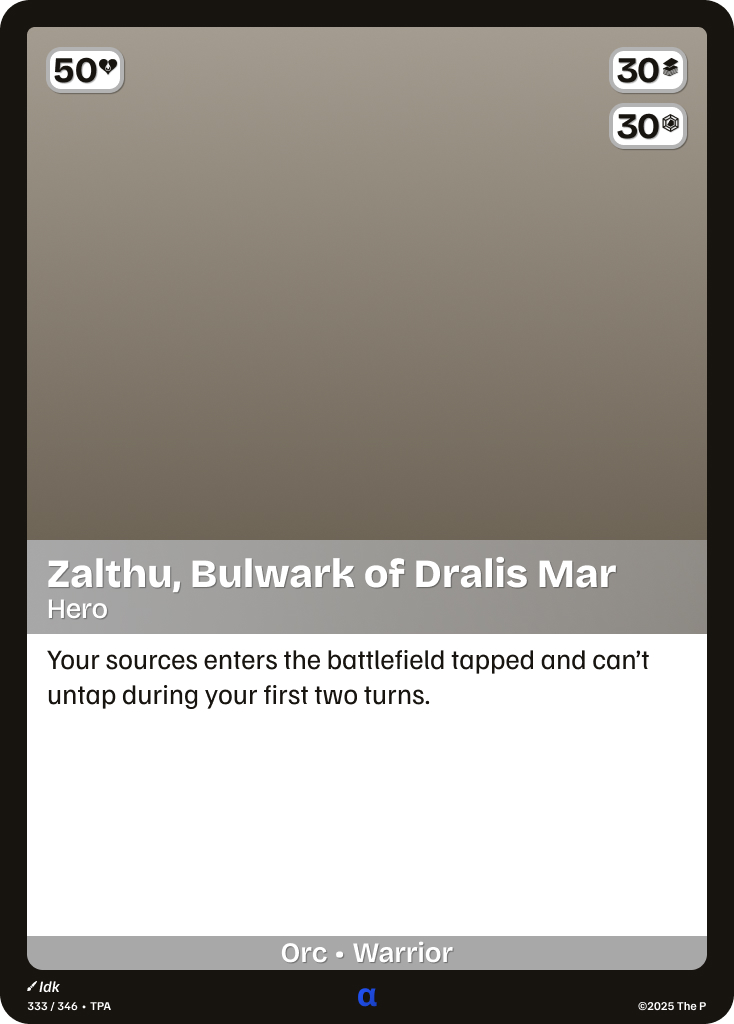 50
30
30
Zalthu, Bulwark of Dralis Mar
Hero
Your sources enters the battlefield tapped and can’t
untap during your first two turns.
Orc • Warrior
Idk
333 / 346 • TPA
α
©2025 The P